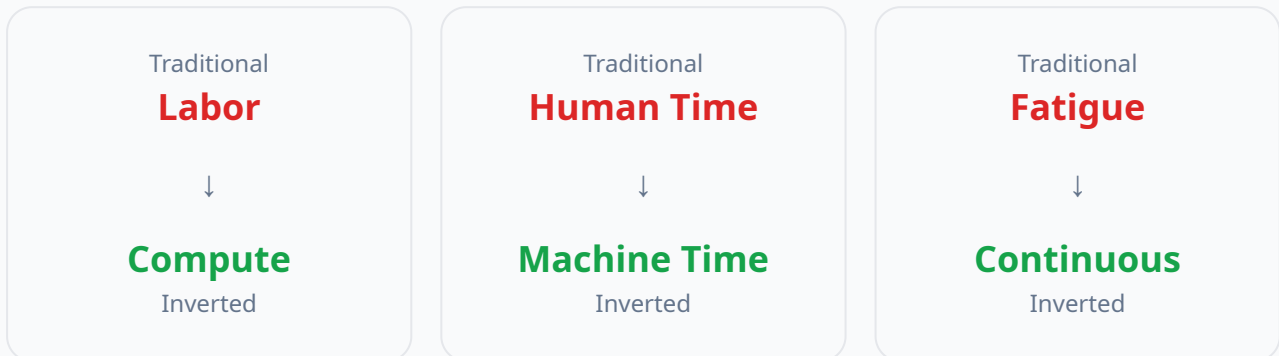 Traditional
Labor
↓
Compute
Inverted
Traditional
Human Time
↓
Machine Time
Inverted
Traditional
Fatigue
↓
Continuous
Inverted